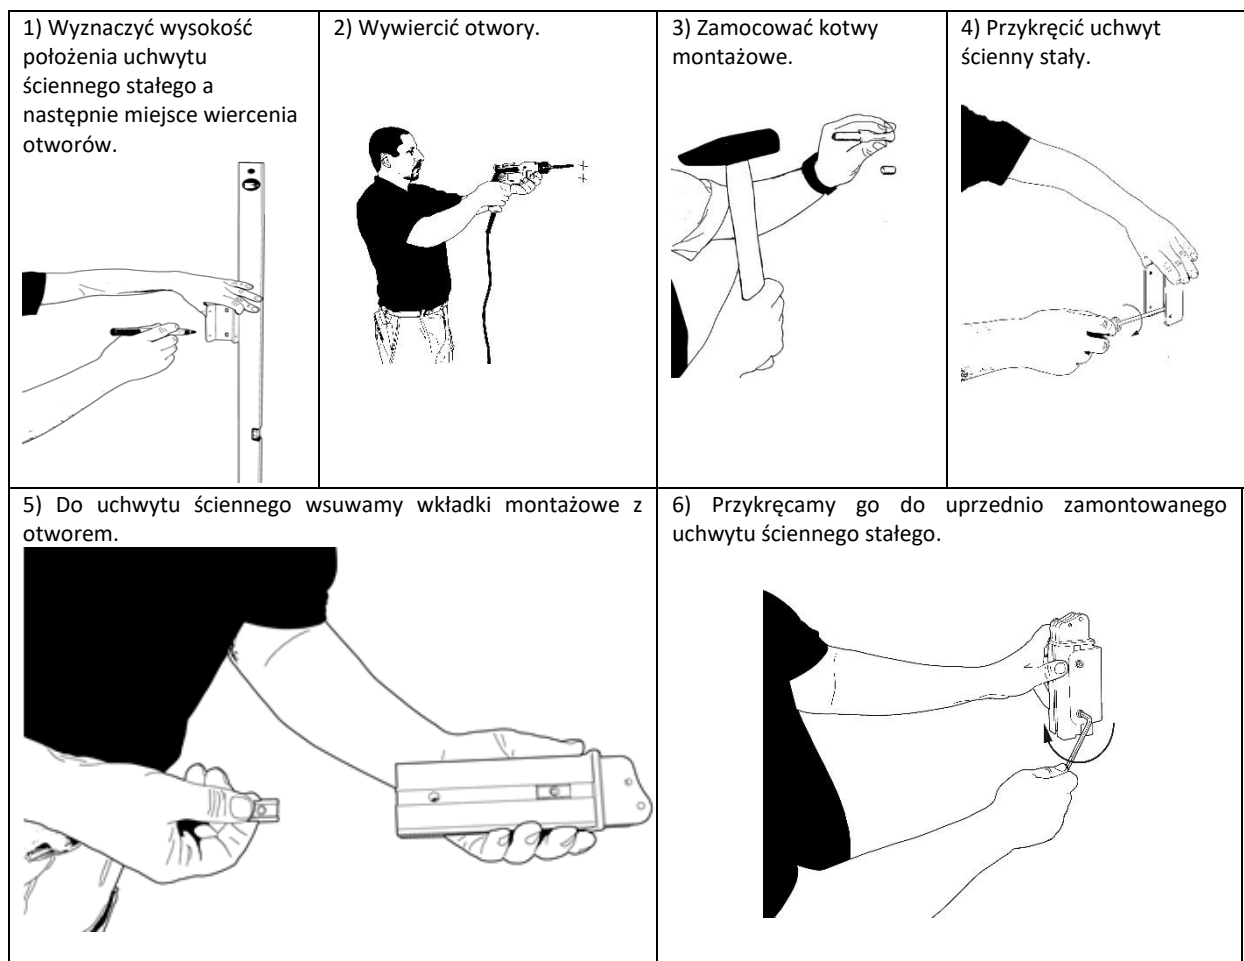 1) Wyznaczyć wysokość
położenia uchwytu
ściennego stałego a
następnie miejsce wiercenia
otworów.
2) Wywiercić otwory.
3) Zamocować kotwy
montażowe.
4) Przykręcić uchwyt
ścienny stały.
5) Do uchwytu ściennego wsuwamy wkładki montażowe z
otworem.
6) Przykręcamy go do uprzednio zamontowanego
uchwytu ściennego stałego.